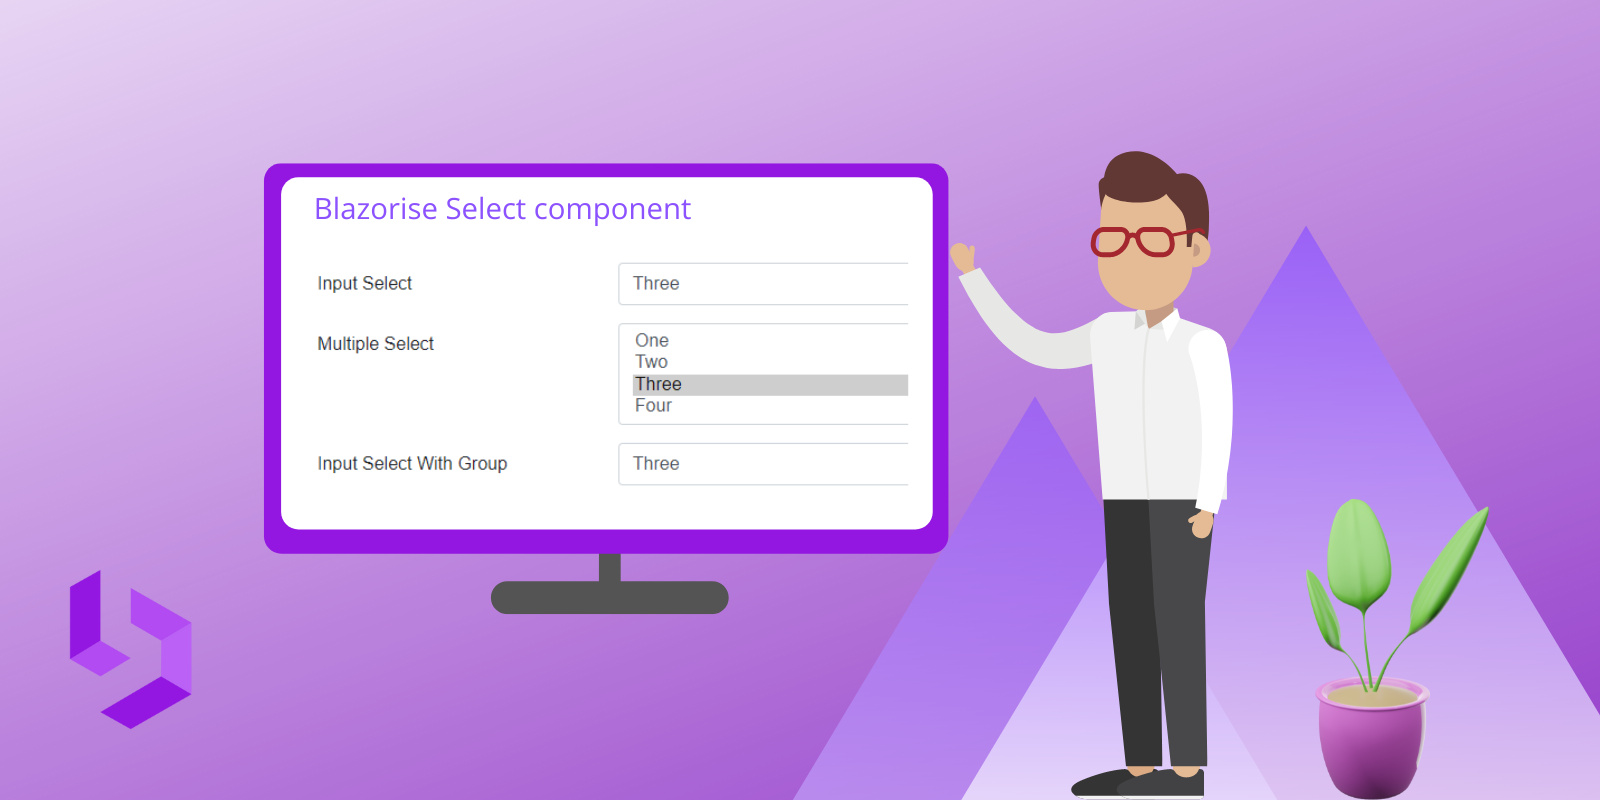 Blazorise Select component
Input Select
Three
Multiple Select
One
Two
Three
Four
Input Select With Group
Three